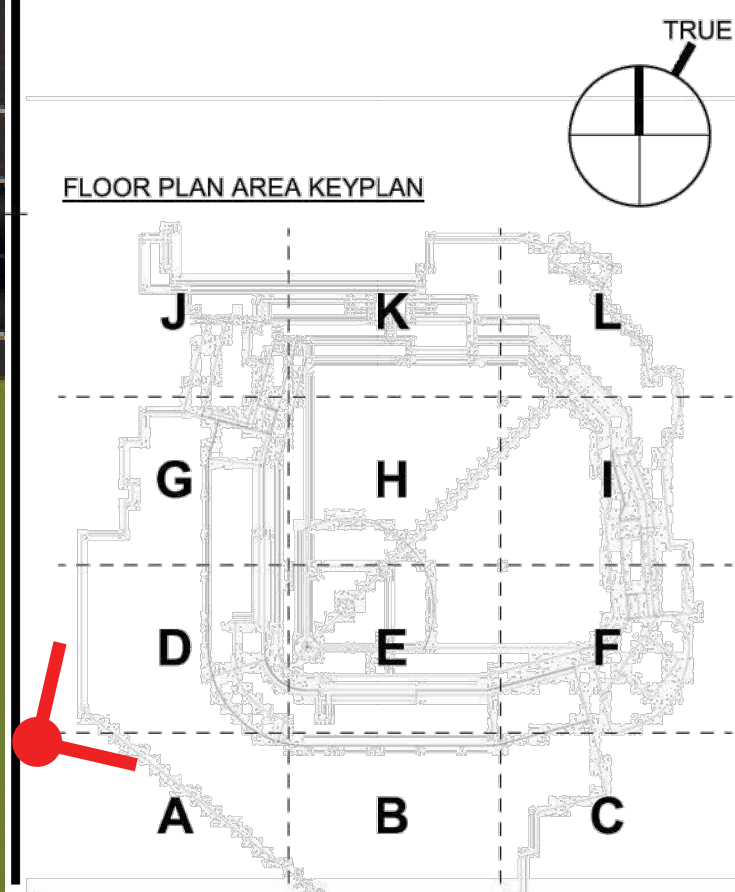 TRUE
FLOOR PLAN AREA KEYPLAN
J K L
G H I
D E F
A B C